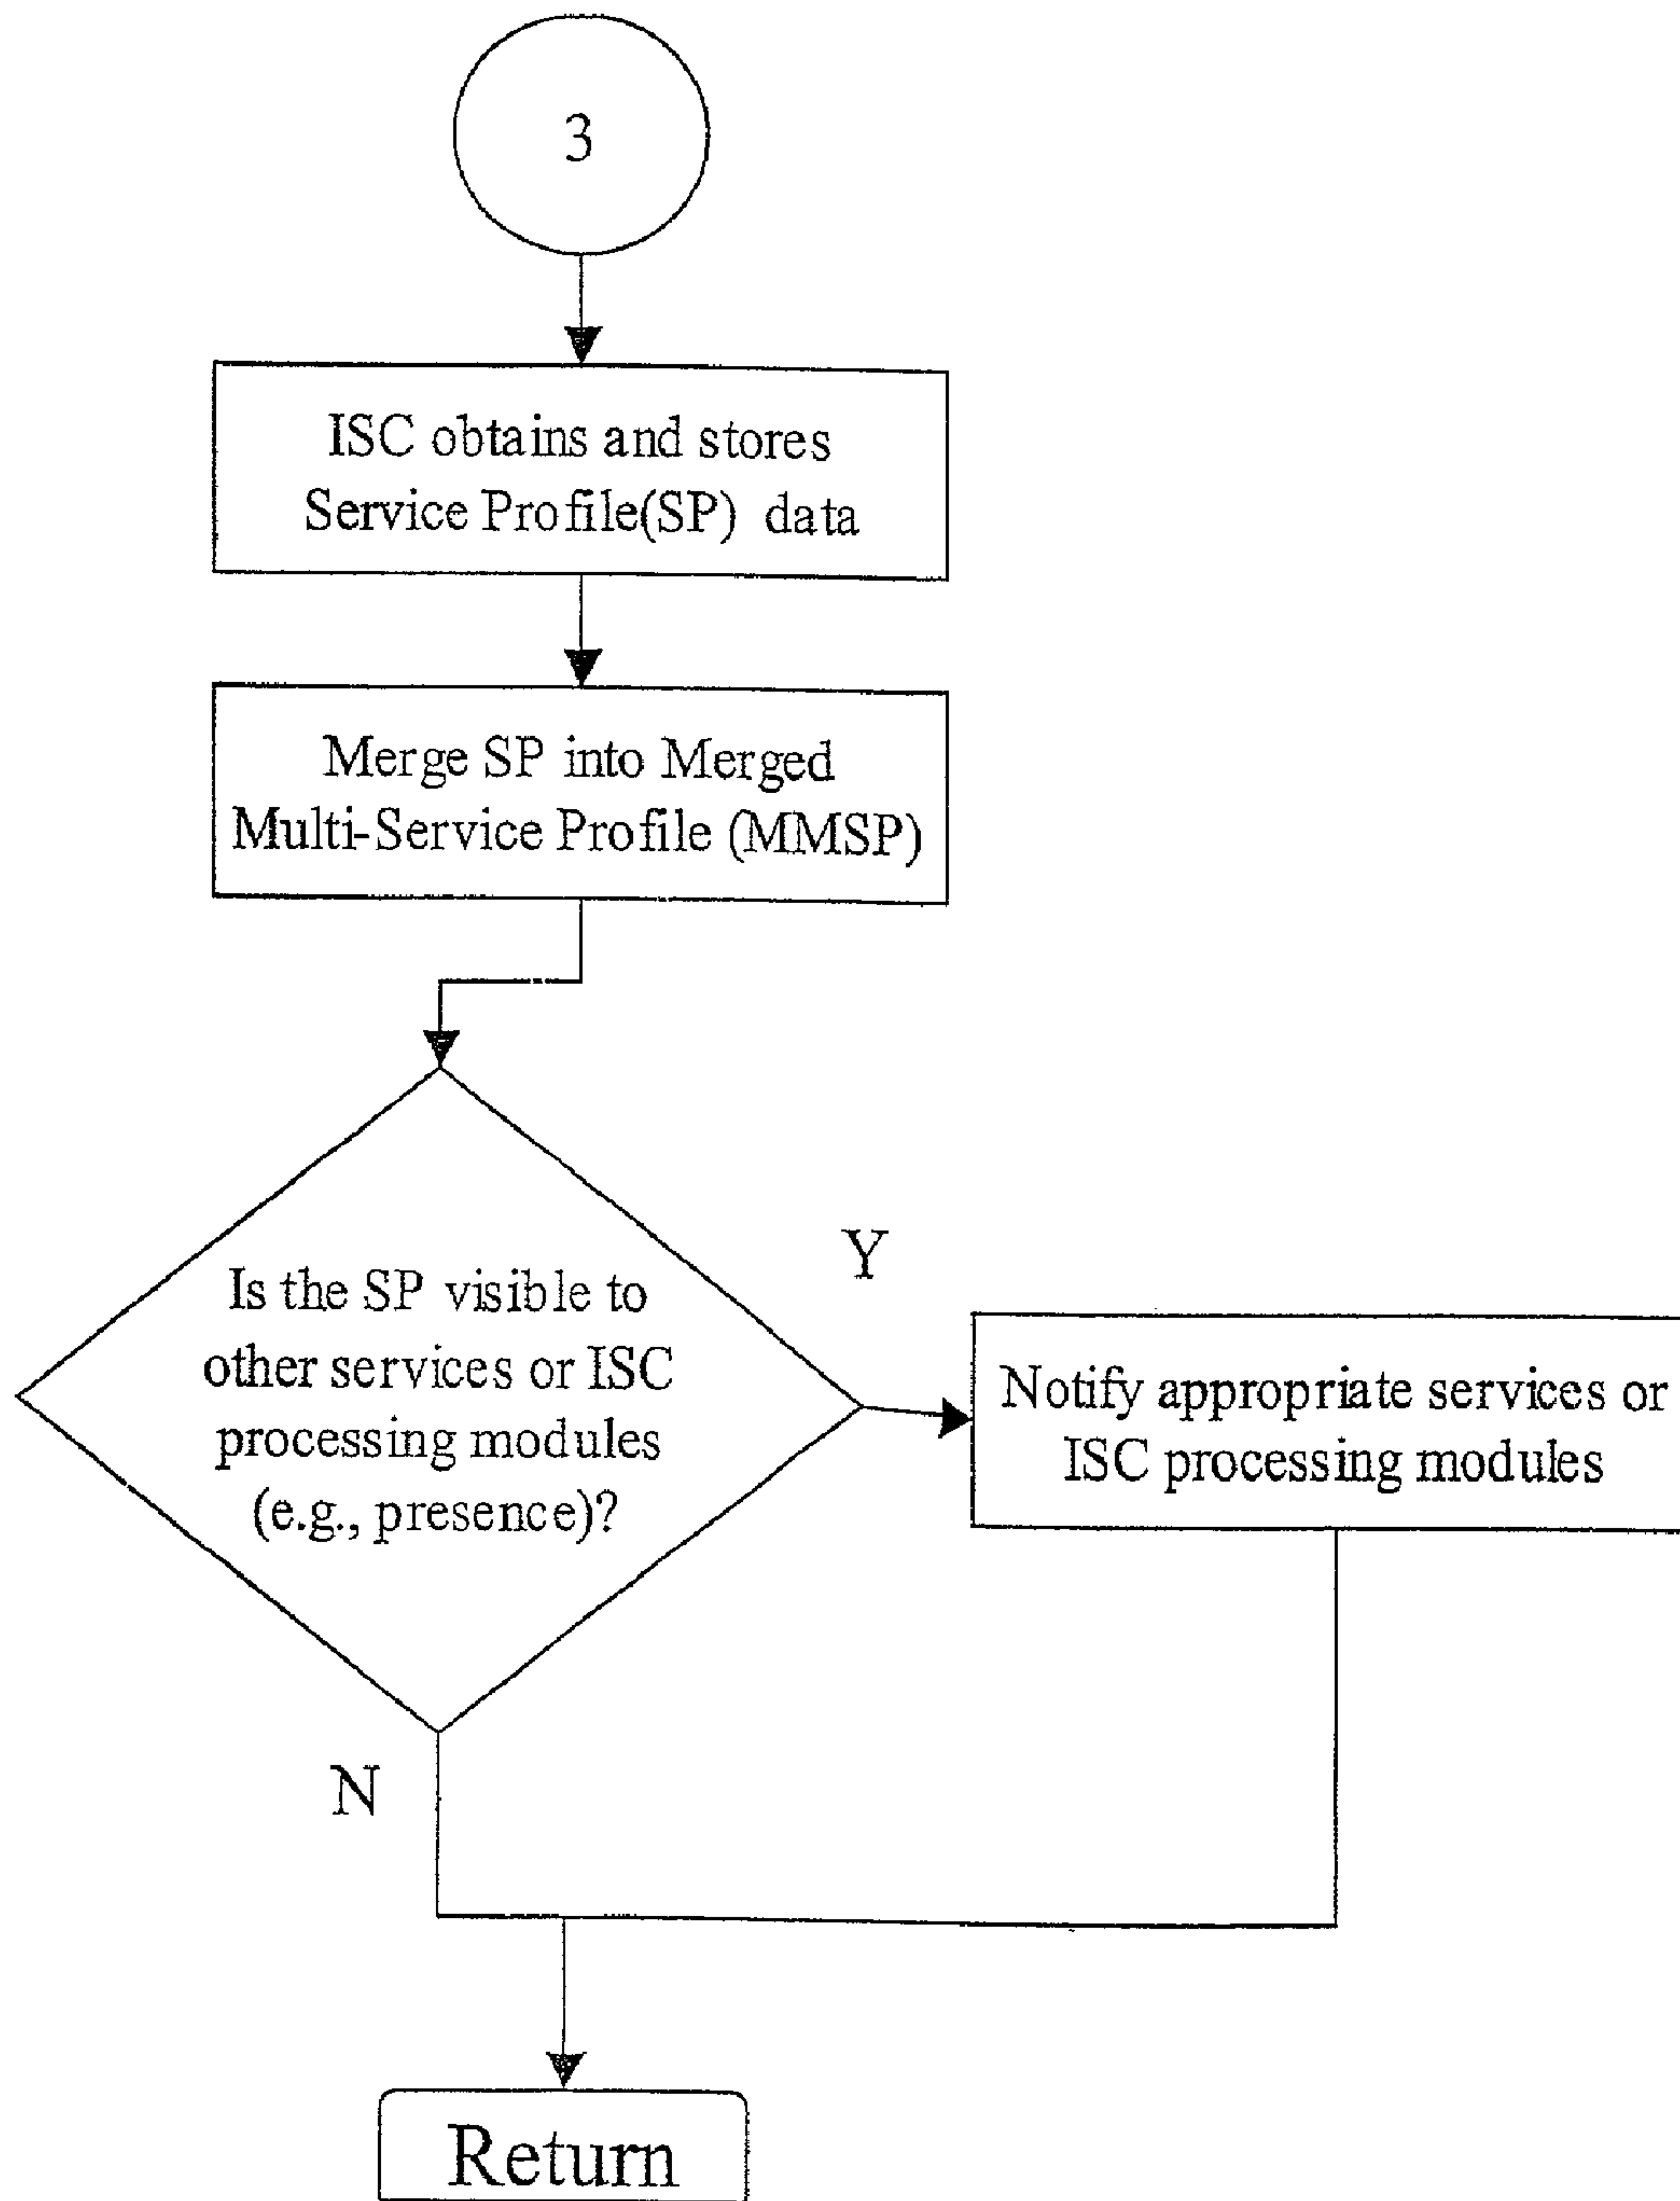 3
ISC obtains and stores
Service Profile(SP) data
Merge SP into Merged
Multi-Service Profile (MMSP)
Is the SP visible to
other services or ISC
processing modules
(e.g., presence)?
Y
Notify appropriate services or
ISC processing modules
N
Return